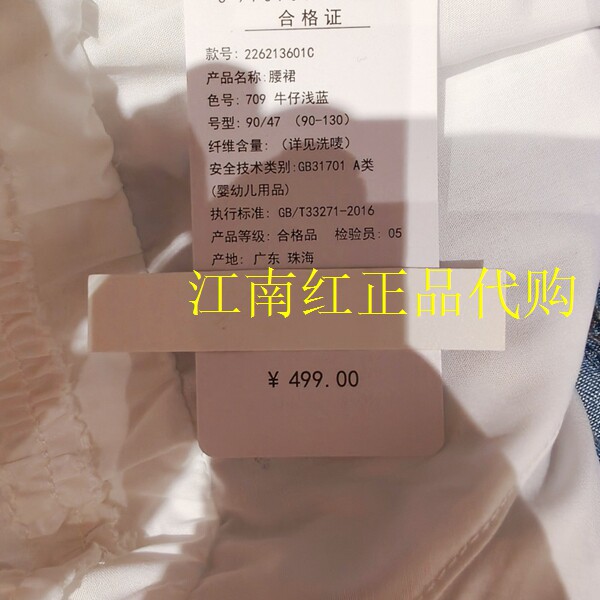 合格证
款号: 226213601C
产品名称:腰裙
色号: 709 牛仔浅蓝
号型: 90/47 (90-130)
纤维含量: (详见洗唛)
安全技术类别:GB31701 A类
(婴幼儿用品)
执行标准: GB/T33271-2016
产品等级: 合格品 检验员: 05
产地: 广东 珠海
江南红正品代购
¥ 499.00